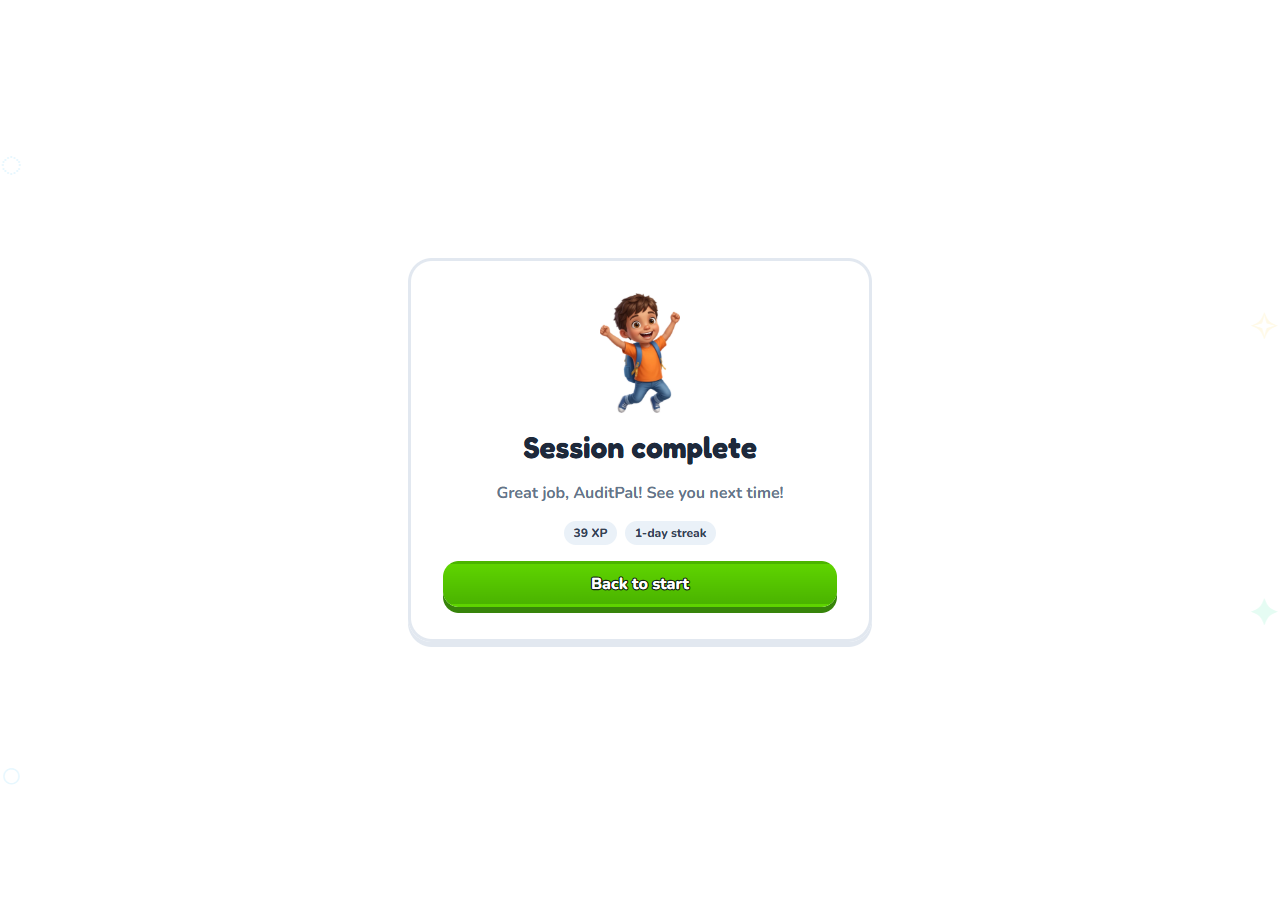 Session complete
Great job, AuditPal! See you next time!
39 XP 1-day streak
Back to start